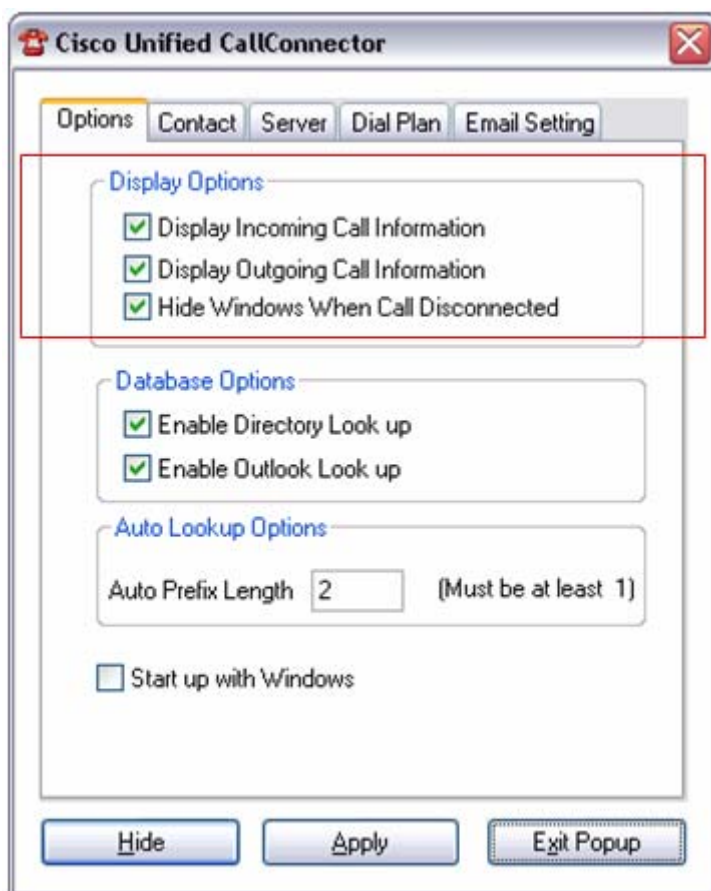 Cisco Unified CallConnector
Options Contact Server Dial Plan Email Setting
Display Options
Display Incoming Call Information
Display Outgoing Call Information
Hide Windows When Call Disconnected
Database Options
Enable Directory Look up
Enable Outlook Look up
Auto Lookup Options
Auto Prefix Length 2 (Must be at least 1)
Start up with Windows
Hide Apply Exit Popup